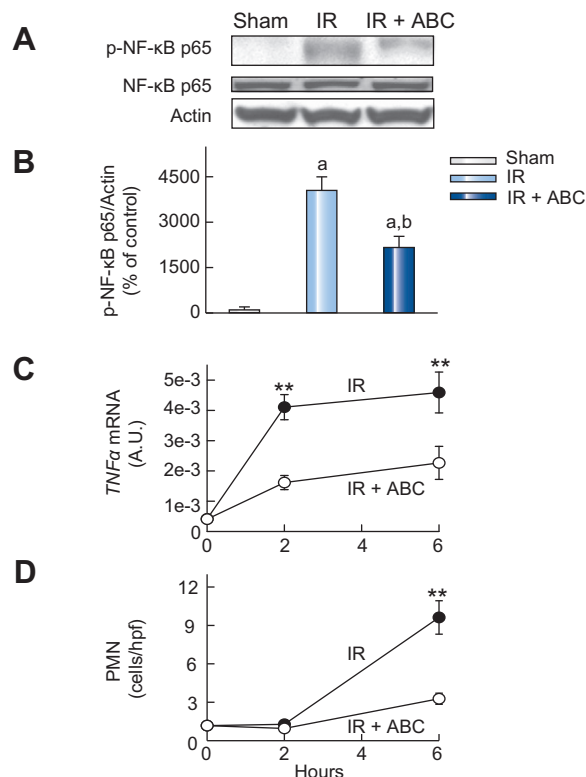 A
Sham IR IR + ABC
p-NF-κB p65
NF-κB p65
Actin
B
p-NF-κB p65/Actin
(% of control)
4500
3000
1500
0
a
a,b
Sham
IR
IR + ABC
C
TNFα mRNA
(A.U.)
5e-3
4e-3
3e-3
2e-3
1e-3
0
**
IR
**
IR + ABC
0 2 4 6
D
PMN
(cells/hpf)
12
9
6
3
0
**
IR
IR + ABC
0 2 4 6
Hours